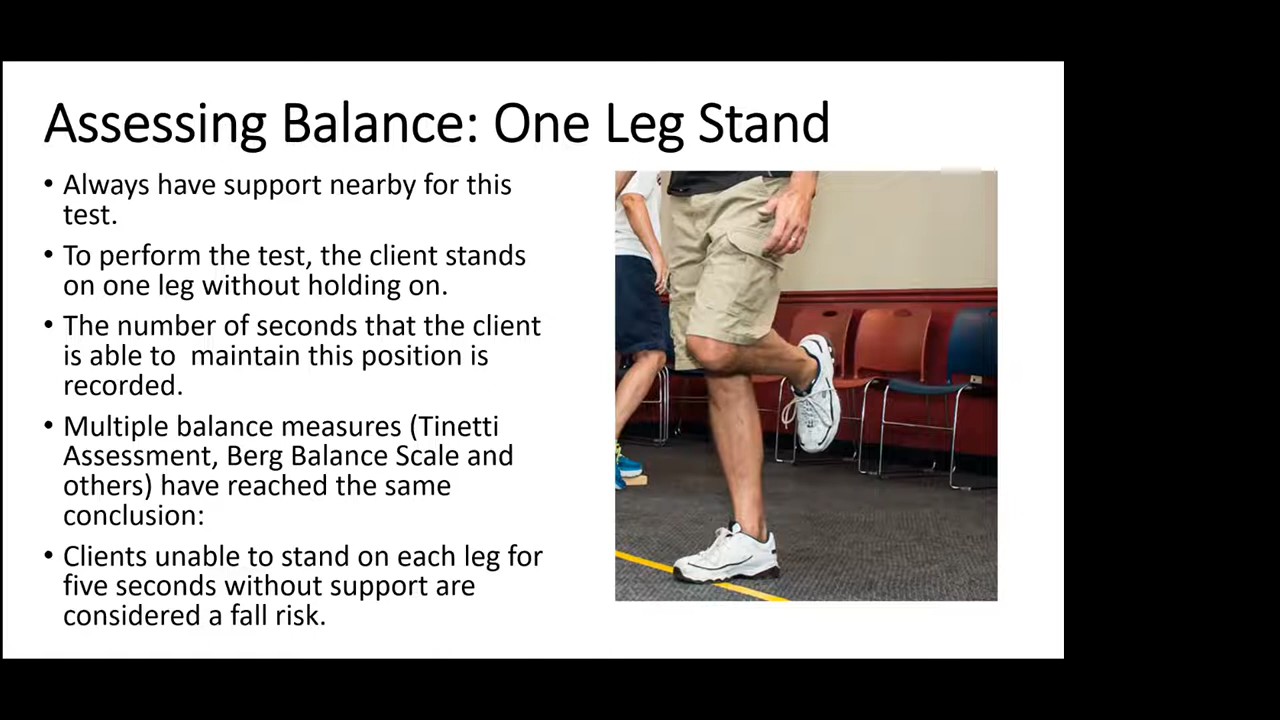 Assessing Balance: One Leg Stand
• Always have support nearby for this
test.
• To perform the test, the client stands
on one leg without holding on.
• The number of seconds that the client
is able to  maintain this position is
recorded.
• Multiple balance measures (Tinetti
Assessment, Berg Balance Scale and
others) have reached the same
conclusion:
• Clients unable to stand on each leg for
five seconds without support are
considered a fall risk.